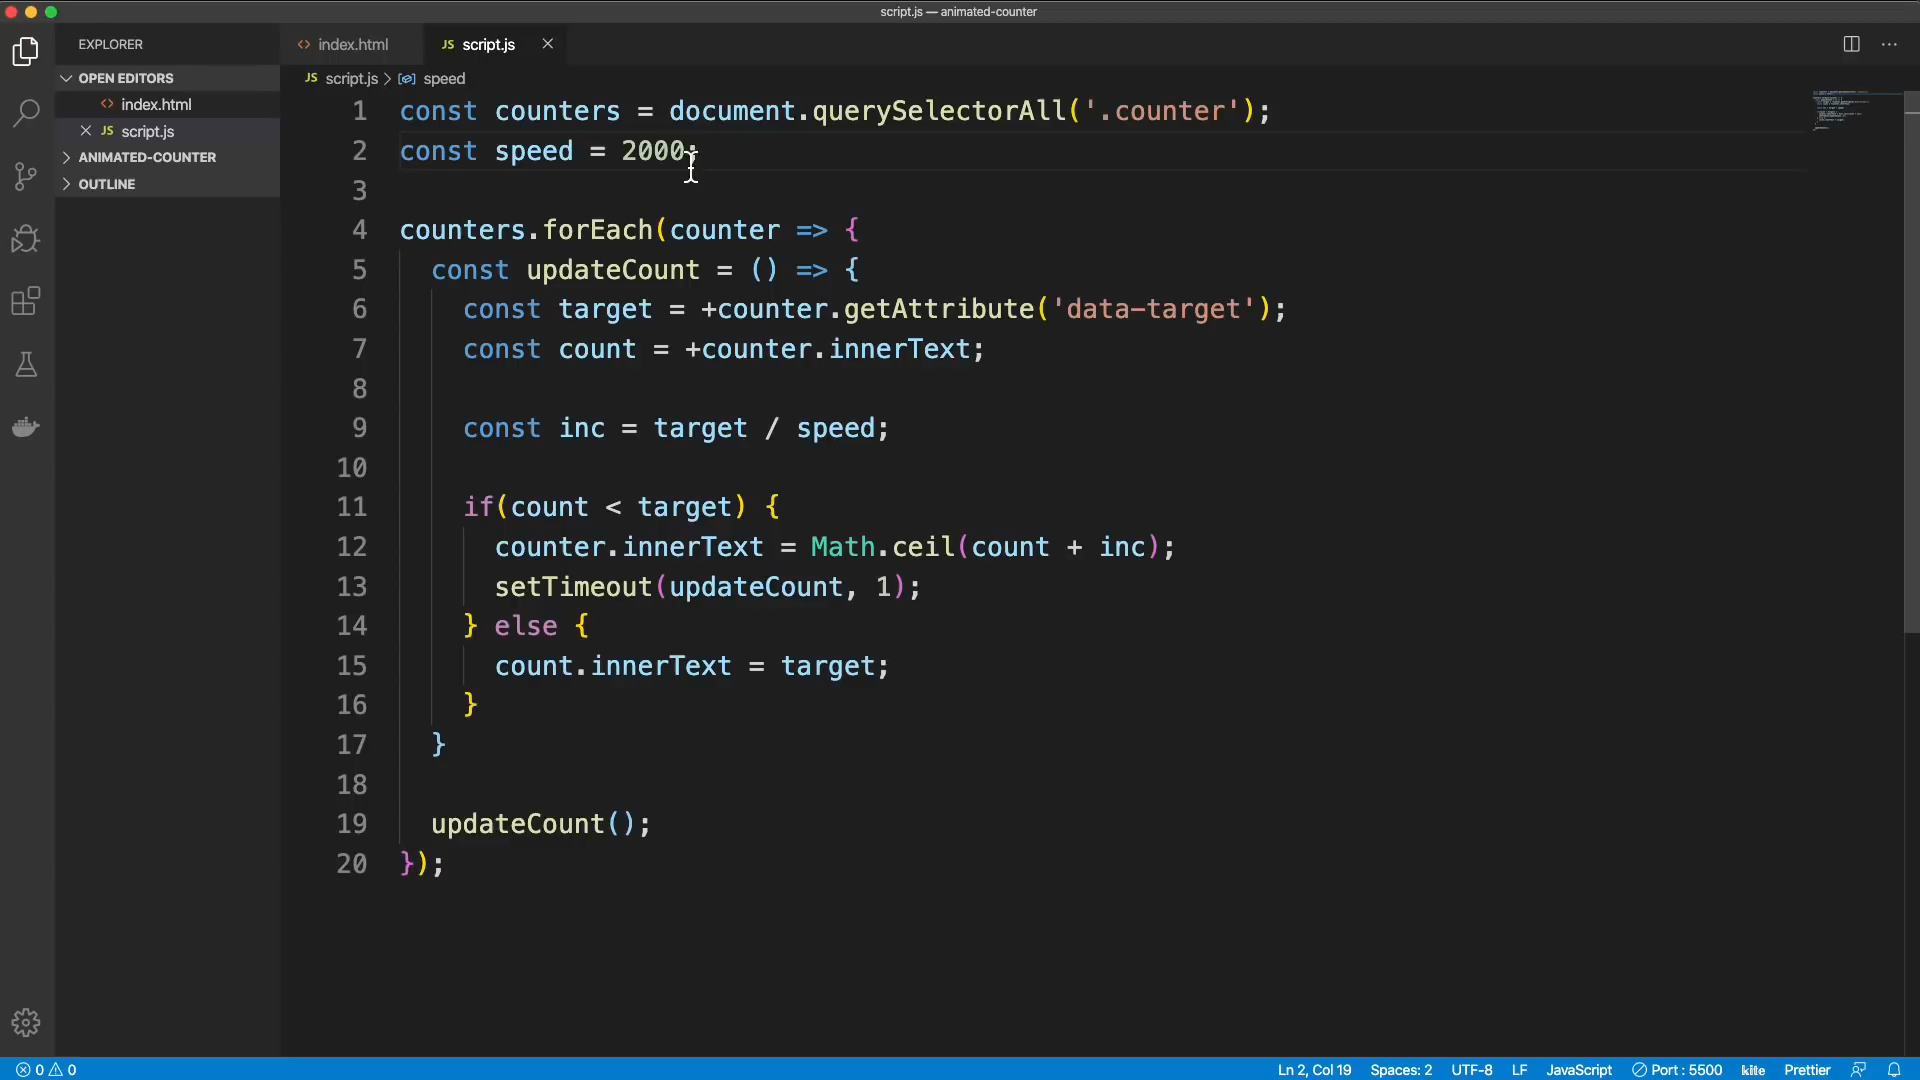 script.js — animated-counter
EXPLORER
OPEN EDITORS
index.html
JS script.js
ANIMATED-COUNTER
OUTLINE
index.html
JS script.js
JS script.js > speed
1 const counters = document.querySelectorAll('.counter');
2 const speed = 2000;
3
4 counters.forEach(counter => {
5 const updateCount = () => {
6 const target = +counter.getAttribute('data-target');
7 const count = +counter.innerText;
8
9 const inc = target / speed;
10
11 if(count < target) {
12 counter.innerText = Math.ceil(count + inc);
13 setTimeout(updateCount, 1);
14 } else {
15 count.innerText = target;
16 }
17 }
18
19 updateCount();
20 });
0 0
Ln 2, Col 19 Spaces: 2 UTF-8 LF JavaScript Port : 5500 kite Prettier